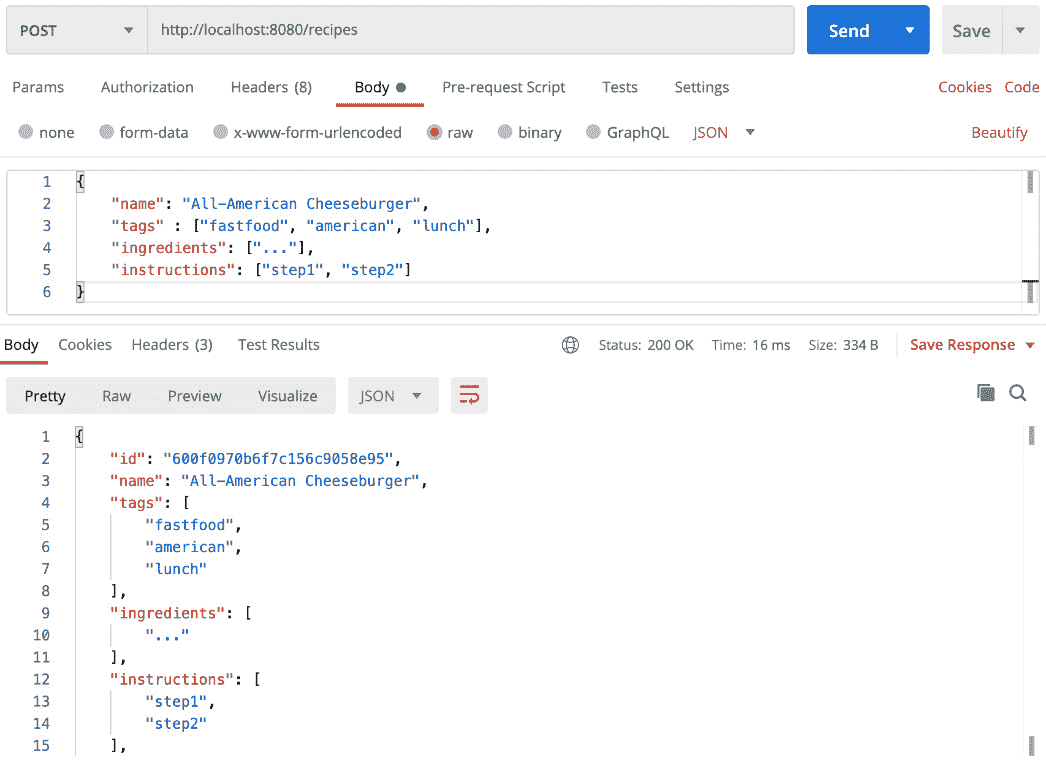 POST http://localhost:8080/recipes Send Save
Params Authorization Headers (8) Body Pre-request Script Tests Settings Cookies Code
none form-data x-www-form-urlencoded raw binary GraphQL JSON Beautify
1 {
2 "name": "All-American Cheeseburger",
3 "tags" : ["fastfood", "american", "lunch"],
4 "ingredients": ["..."],
5 "instructions": ["step1", "step2"]
6 }
Body Cookies Headers (3) Test Results Status: 200 OK Time: 16 ms Size: 334 B Save Response
Pretty Raw Preview Visualize JSON
1 {
2 "id": "600f0970b6f7c156c9058e95",
3 "name": "All-American Cheeseburger",
4 "tags": [
5 "fastfood",
6 "american",
7 "lunch"
8 ],
9 "ingredients": [
10 "..."
11 ],
12 "instructions": [
13 "step1",
14 "step2"
15 ],